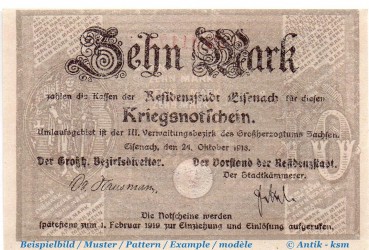 Zehn Mark
zahlen die Kassen der Residenzstadt Eisenach für diesen
Kriegsnotschein.
Umlaufsgebiet ist der III. Verwaltungsbezirk des Großherzogtums Sachsen.
Eisenach, den 24. Oktober 1918.
Der Großh. Bezirksdirektor. Der Vorstand der Residenzstadt.
Der Stadtkämmerer.
Die Notscheine werden
spätestens zum 1. Februar 1919 zur Einziehung und Einlösung aufgerufen.
Beispielbild / Muster / Pattern / Example / modèle © Antik - ksm